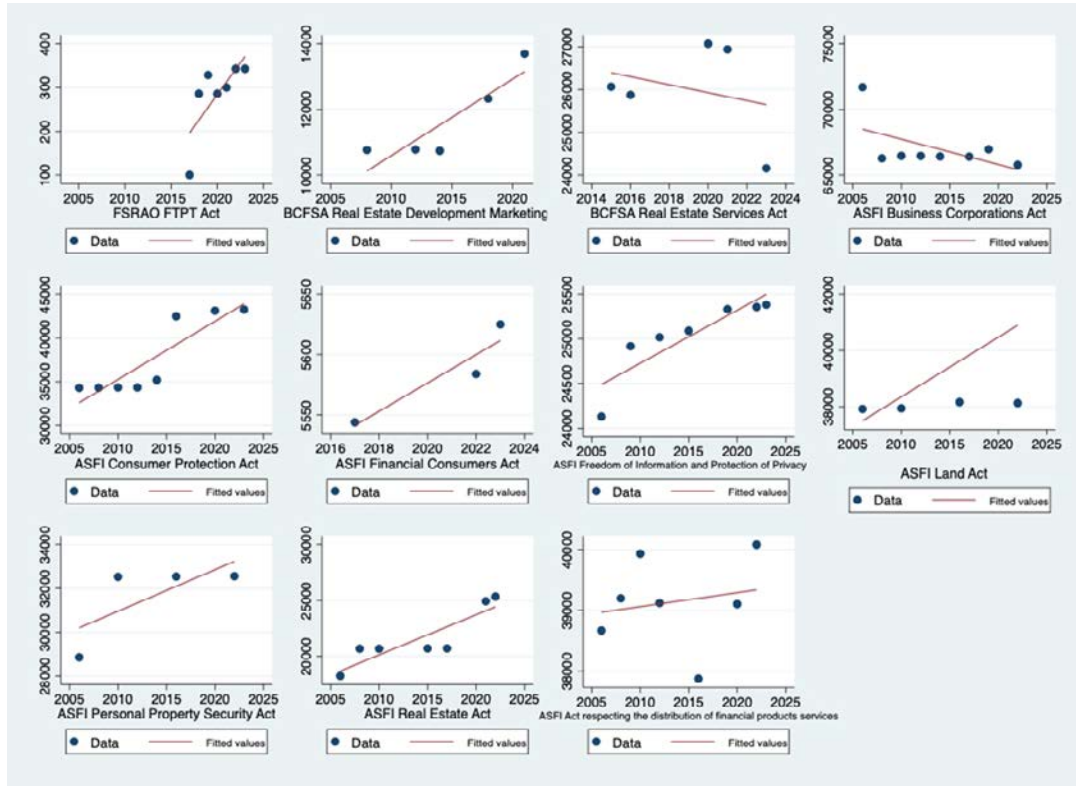 400
300
200
100
2005 2010 2015 2020 2025
FSRAO FTPT Act
Data Fitted values
14000
12000
10000
2005 2010 2015 2020
BCFSA Real Estate Development Marketing
Data Fitted values
27000
26000
25000
24000
2014 2016 2018 2020 2022 2024
BCFSA Real Estate Services Act
Data Fitted values
75000
70000
65000
2005 2010 2015 2020 2025
ASFI Business Corporations Act
Data Fitted values
45000
40000
35000
30000
2005 2010 2015 2020 2025
ASFI Consumer Protection Act
Data Fitted values
5650
5600
5550
2016 2018 2020 2022 2024
ASFI Financial Consumers Act
Data Fitted values
25500
25000
24500
24000
2005 2010 2015 2020 2025
ASFI Freedom of Information and Protection of Privacy
Data Fitted values
42000
40000
38000
2005 2010 2015 2020 2025
ASFI Land Act
Data Fitted values
34000
32000
30000
28000
2005 2010 2015 2020 2025
ASFI Personal Property Security Act
Data Fitted values
30000
25000
20000
2005 2010 2015 2020 2025
ASFI Real Estate Act
Data Fitted values
40000
39000
38000
2005 2010 2015 2020 2025
ASFI Act respecting the distribution of financial products services
Data Fitted values